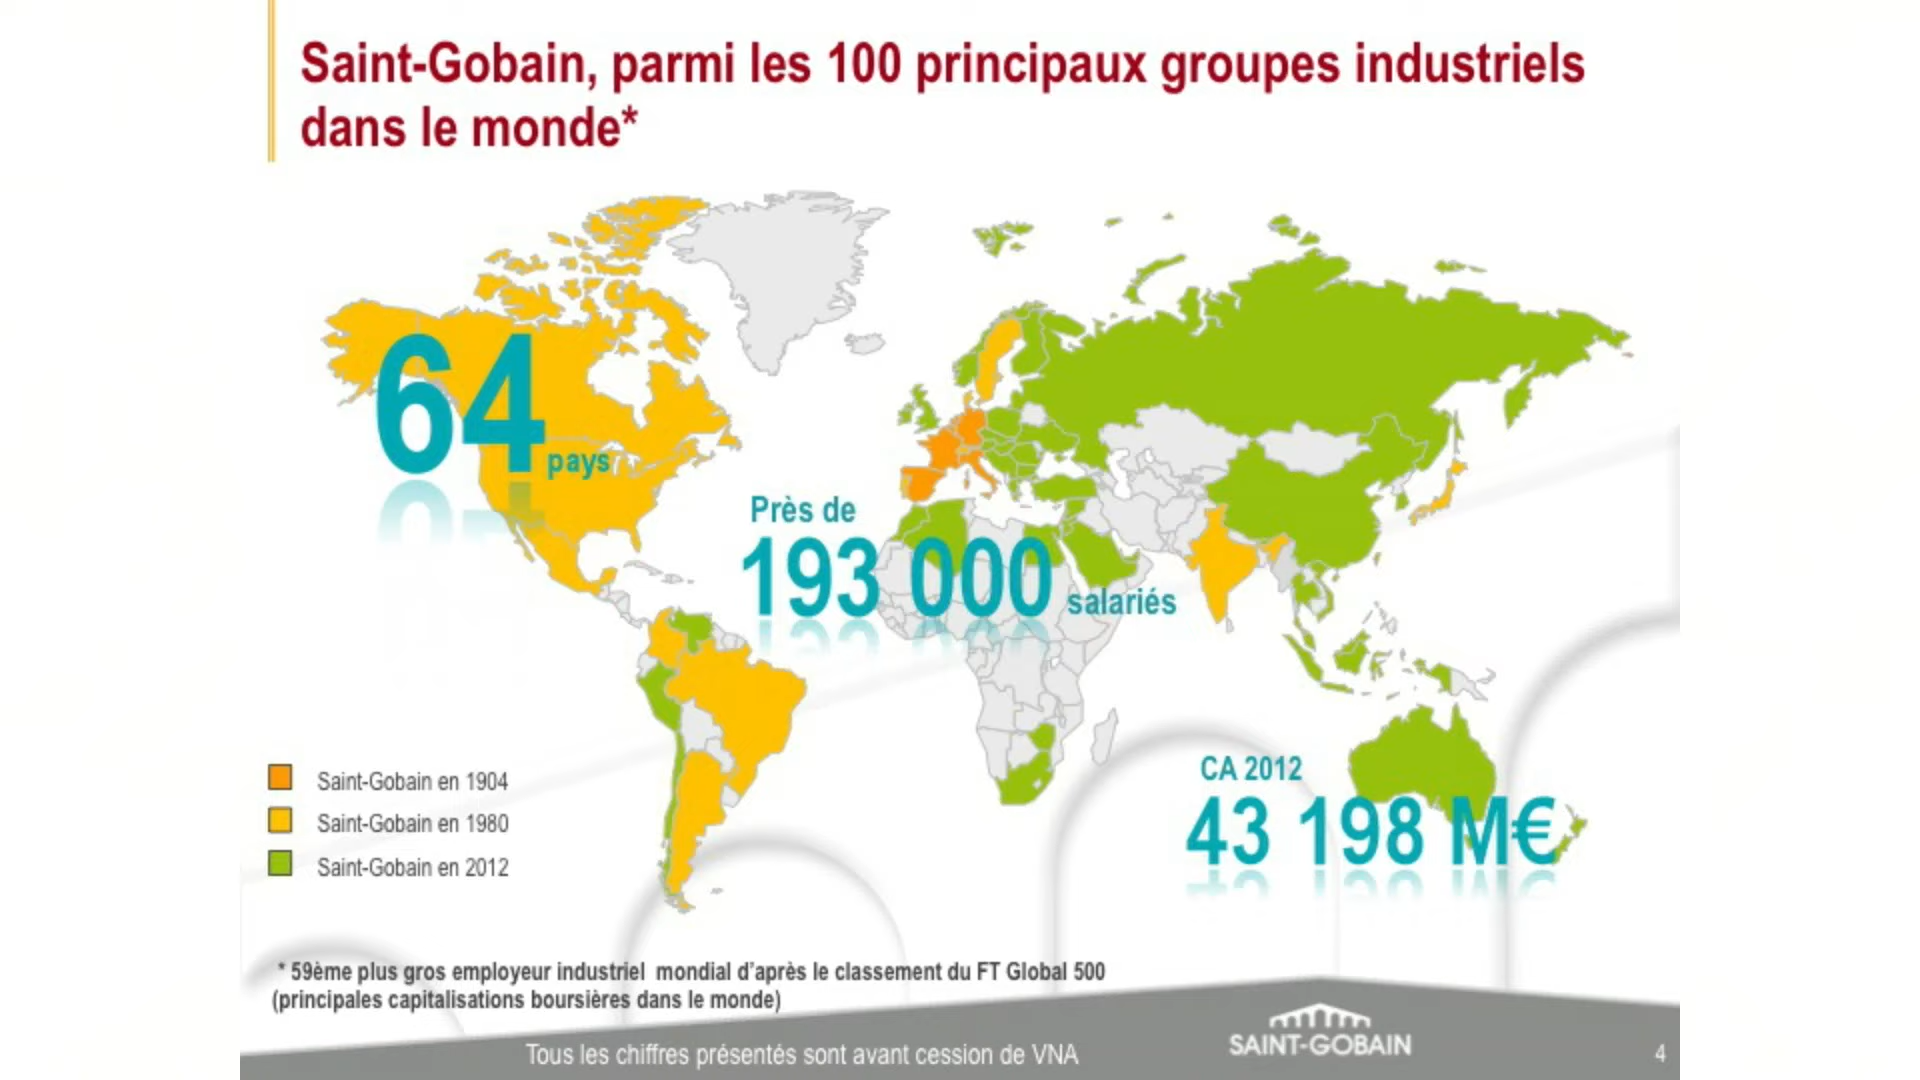 Saint-Gobain, parmi les 100 principaux groupes industriels
dans le monde*
64 pays
Près de
193 000 salariés
CA 2012
43 198 M€
Saint-Gobain en 1904
Saint-Gobain en 1980
Saint-Gobain en 2012
* 59ème plus gros employeur industriel mondial d'après le classement du FT Global 500
(principales capitalisations boursières dans le monde)
Tous les chiffres présentés sont avant cession de VNA
SAINT-GOBAIN
4